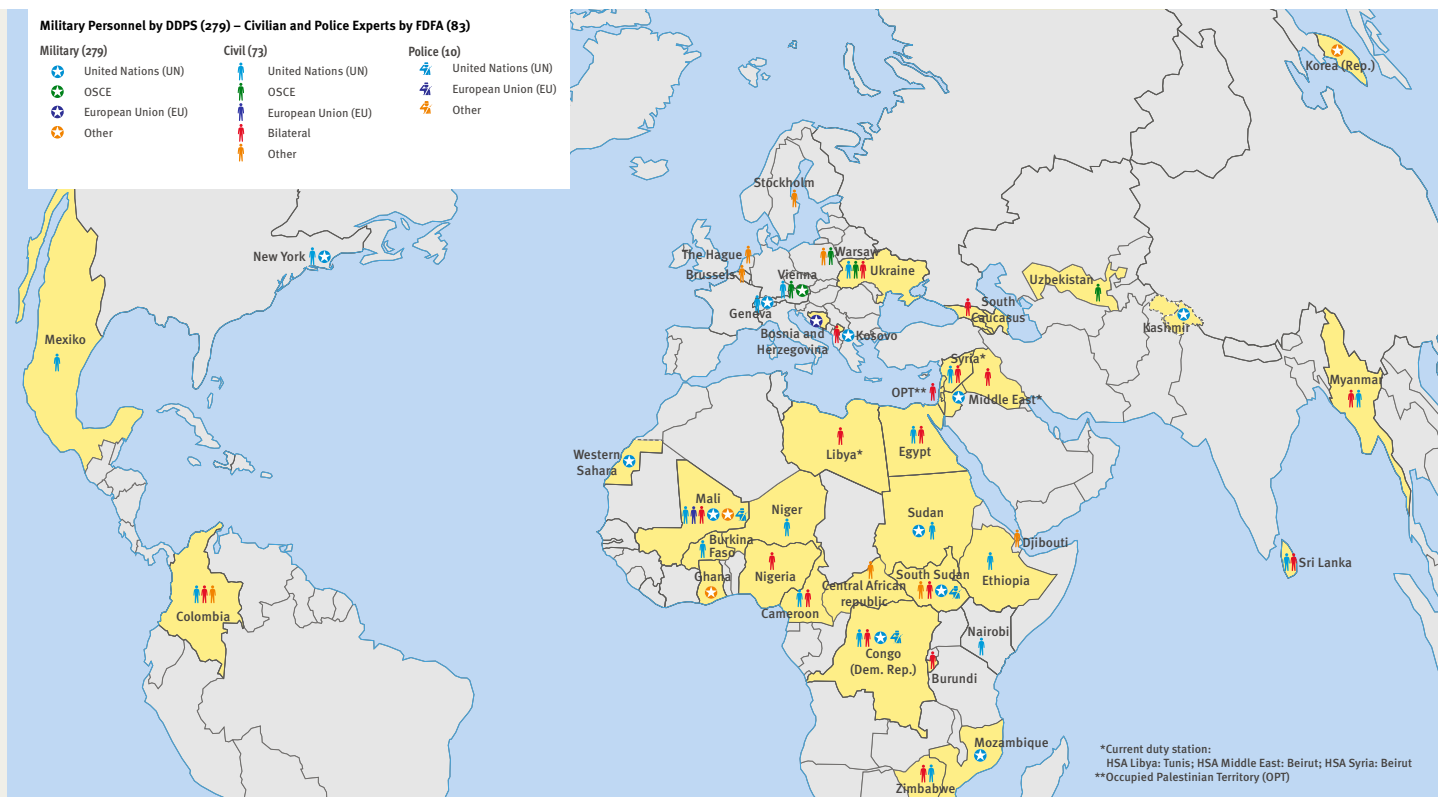 Military Personnel by DDPS (279) – Civilian and Police Experts by FDFA (83)
Military (279)
United Nations (UN)
OSCE
European Union (EU)
Other
Civil (73)
United Nations (UN)
OSCE
European Union (EU)
Bilateral
Other
Police (10)
United Nations (UN)
European Union (EU)
Other
Korea (Rep.)
Stockholm
New York
The Hague
Brussels
Warsaw
Ukraine
Vienna
Geneva
Bosnia and
Herzegovina
Kosovo
South
Caucasus
Uzbekistan
Kashmir
Mexiko
Syria*
OPT**
Middle East*
Myanmar
Western
Sahara
Libya*
Egypt
Mali
Niger
Sudan
Burkina
Faso
Djibouti
Ghana
Nigeria
Central African
republic
South Sudan
Ethiopia
Sri Lanka
Colombia
Cameroon
Nairobi
Congo
(Dem. Rep.)
Burundi
Mozambique
Zimbabwe
*Current duty station:
HSA Libya: Tunis; HSA Middle East: Beirut; HSA Syria: Beirut
**Occupied Palestinian Territory (OPT)